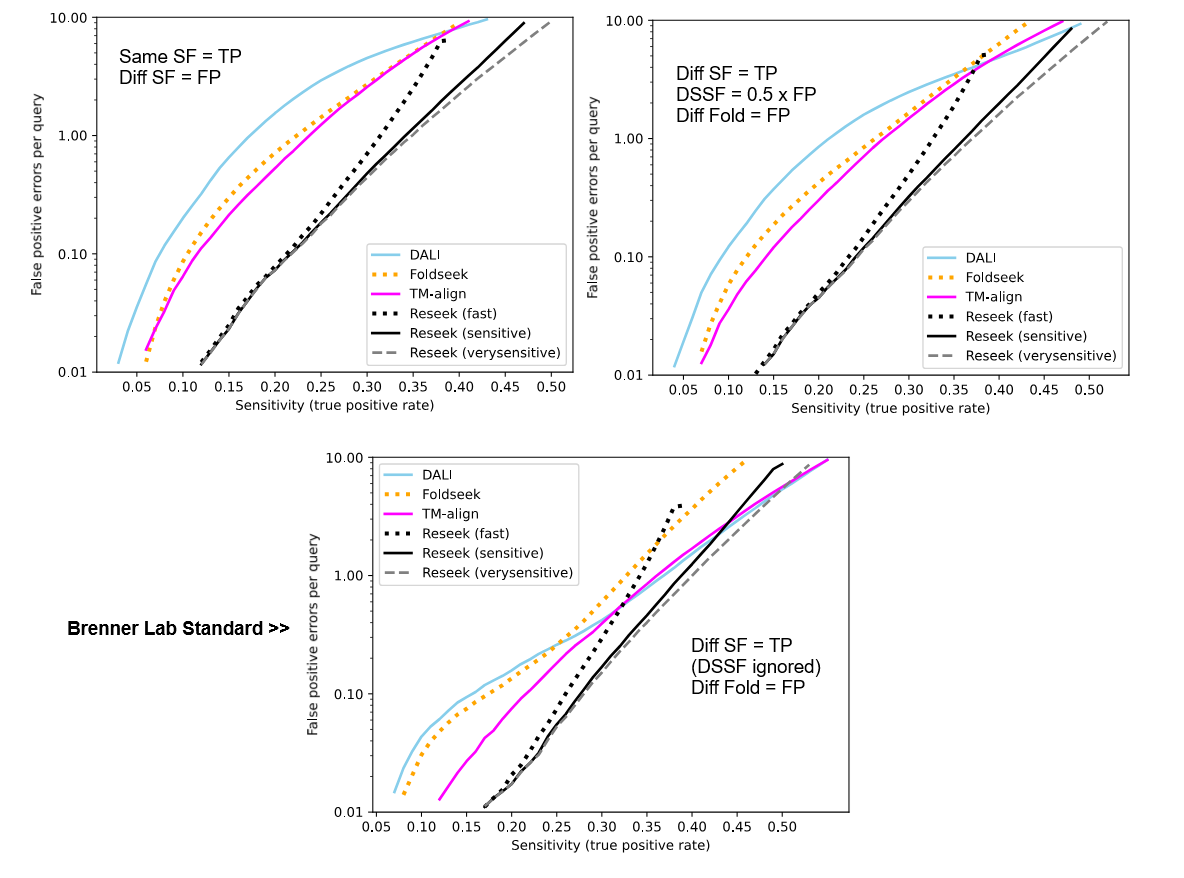 10.00
1.00
0.10
0.01
False positive errors per query
Same SF = TP
Diff SF = FP
DALI
Foldseek
TM-align
Reseek (fast)
Reseek (sensitive)
Reseek (verysensitive)
0.05 0.10 0.15 0.20 0.25 0.30 0.35 0.40 0.45 0.50
Sensitivity (true positive rate)
10.00
1.00
0.10
0.01
False positive errors per query
Diff SF = TP
DSSF = 0.5 x FP
Diff Fold = FP
DALI
Foldseek
TM-align
Reseek (fast)
Reseek (sensitive)
Reseek (verysensitive)
0.05 0.10 0.15 0.20 0.25 0.30 0.35 0.40 0.45 0.50
Sensitivity (true positive rate)
Brenner Lab Standard >>
10.00
1.00
0.10
0.01
False positive errors per query
DALI
Foldseek
TM-align
Reseek (fast)
Reseek (sensitive)
Reseek (verysensitive)
Diff SF = TP
(DSSF ignored)
Diff Fold = FP
0.05 0.10 0.15 0.20 0.25 0.30 0.35 0.40 0.45 0.50
Sensitivity (true positive rate)